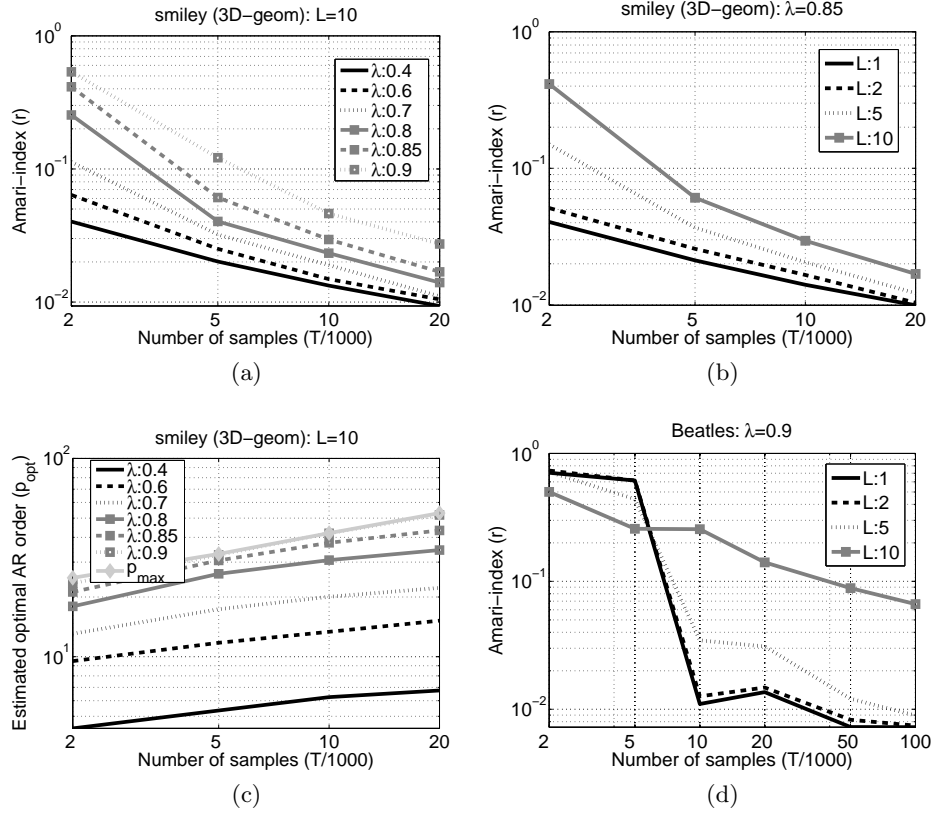 smiley (3D-geom): L=10
10^0
10^-1
10^-2
Amari-index (r)
λ:0.4
λ:0.6
λ:0.7
λ:0.8
λ:0.85
λ:0.9
2
5
10
20
Number of samples (T/1000)
(a)
smiley (3D-geom): λ=0.85
10^0
10^-1
10^-2
Amari-index (r)
L:1
L:2
L:5
L:10
2
5
10
20
Number of samples (T/1000)
(b)
smiley (3D-geom): L=10
10^2
10^1
Estimated optimal AR order (p_opt)
λ:0.4
λ:0.6
λ:0.7
λ:0.8
λ:0.85
λ:0.9
p_max
2
5
10
20
Number of samples (T/1000)
(c)
Beatles: λ=0.9
10^0
10^-1
10^-2
Amari-index (r)
L:1
L:2
L:5
L:10
2
5
10
20
50
100
Number of samples (T/1000)
(d)